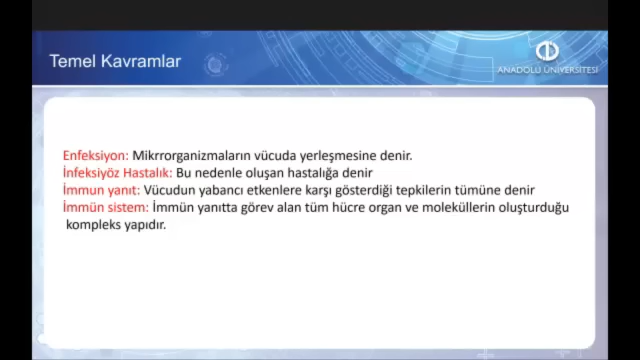 Temel Kavramlar
ANADOLU ÜNİVERSİTESİ
Enfeksiyon: Mikrrorganizmaların vücuda yerleşmesine denir.
İnfeksiyöz Hastalık: Bu nedenle oluşan hastalığa denir
İmmun yanıt: Vücudun yabancı etkenlere karşı gösterdiği tepkilerin tümüne denir
İmmün sistem: İmmün yanıtta görev alan tüm hücre organ ve moleküllerin oluşturduğu
kompleks yapıdır.